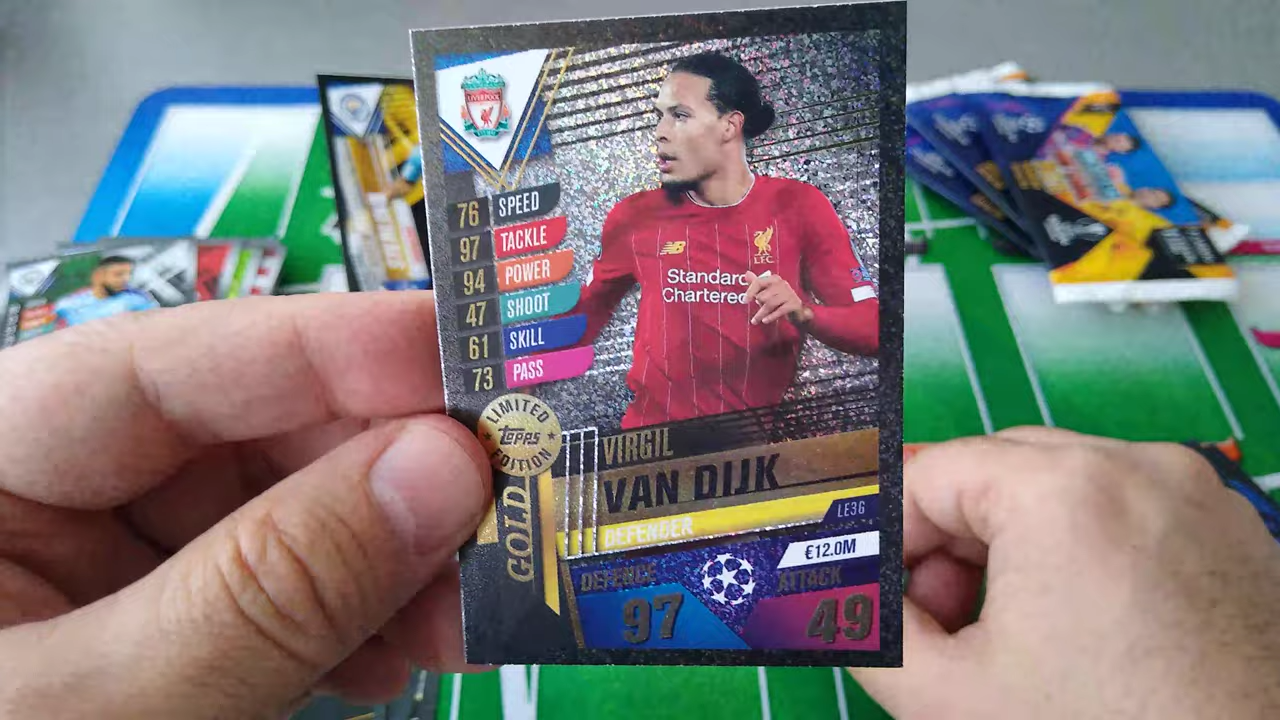 LIVERPOOL
76 SPEED
97 TACKLE
94 POWER
47 SHOOT
61 SKILL
73 PASS
L.F.C.
Standard
Chartered
LIMITED
Topps
EDITION
GOLD
VIRGIL
VAN DIJK
DEFENDER
LE3G
€12.0M
DEFENCE
97
ATTACK
49